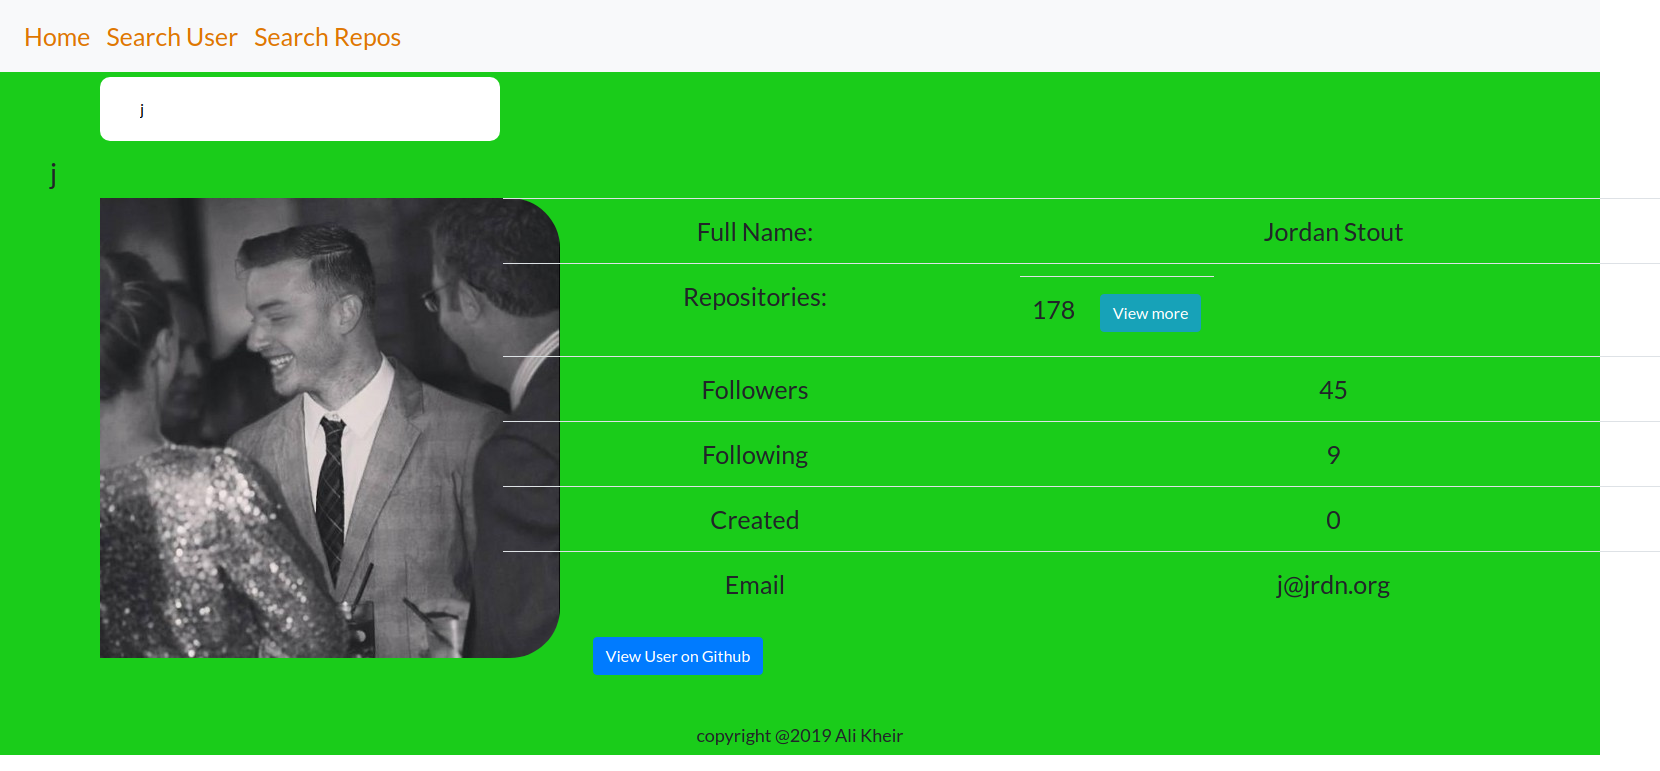 Home Search User Search Repos
j
j
Full Name: Jordan Stout
Repositories: 178 View more
Followers 45
Following 9
Created 0
Email j@jrdn.org
View User on Github
copyright @2019 Ali Kheir